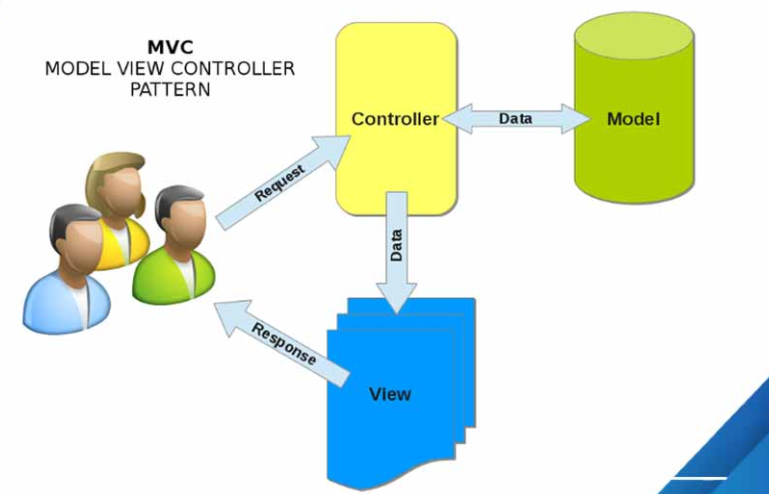 MVC
MODEL VIEW CONTROLLER
PATTERN
Controller
Data
Model
Request
Data
Response
View